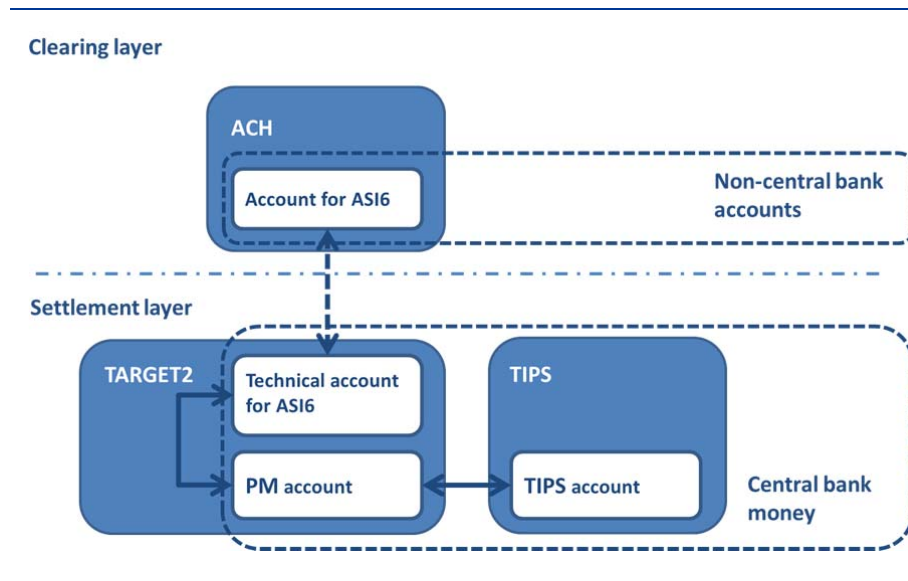 Clearing layer
ACH
Account for ASI6
Non-central bank
accounts
Settlement layer
TARGET2
Technical account
for ASI6
PM account
TIPS
TIPS account
Central bank
money